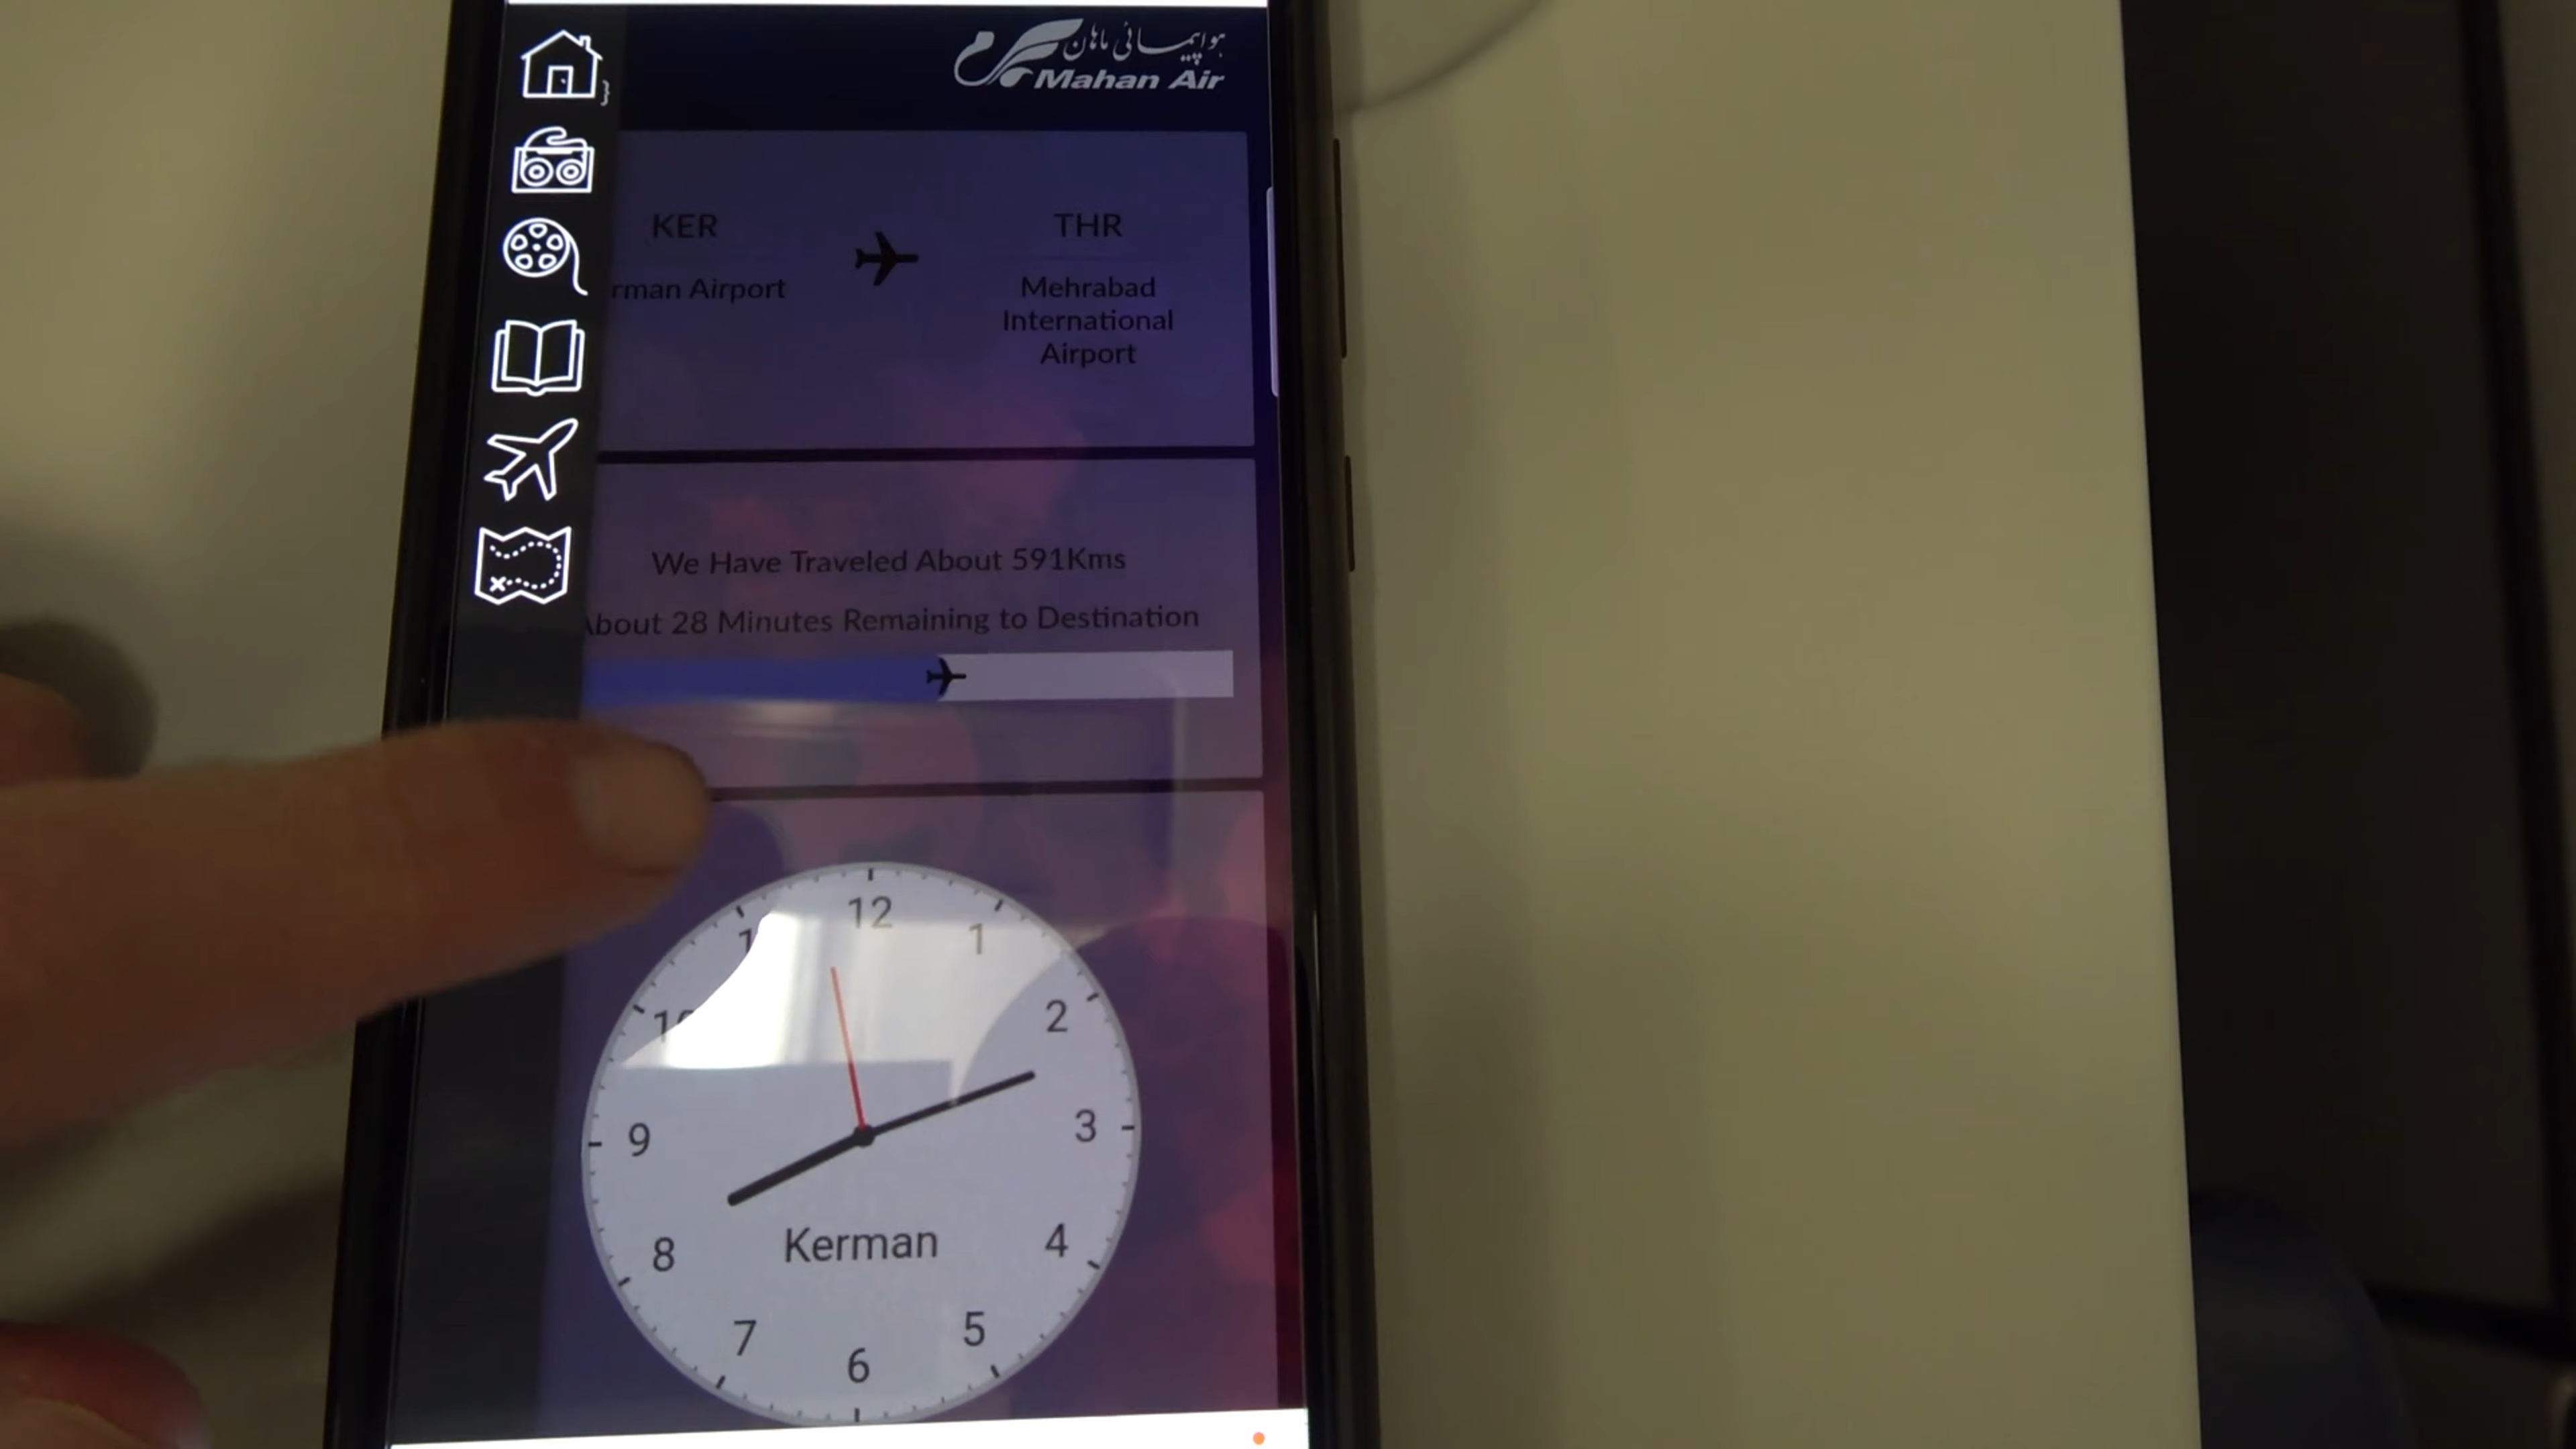 هواپیمائی ماهان
Mahan Air
KER
THR
rman Airport
Mehrabad
International
Airport
We Have Traveled About 591Kms
About 28 Minutes Remaining to Destination
12
1
2
3
4
5
6
7
8
9
10
Kerman